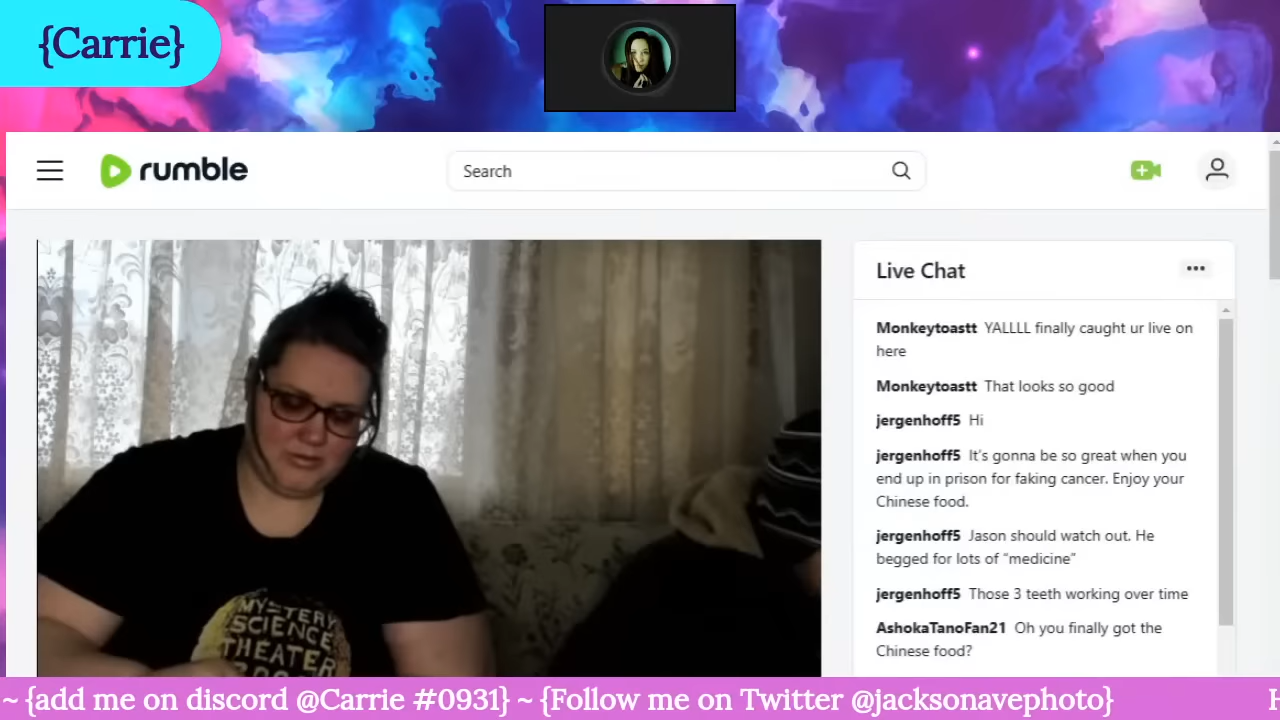 {Carrie}
rumble
Search
Live Chat
Monkeytoastt YALLLL finally caught ur live on
here
Monkeytoastt That looks so good
jergenhoff5 Hi
jergenhoff5 It's gonna be so great when you
end up in prison for faking cancer. Enjoy your
Chinese food.
jergenhoff5 Jason should watch out. He
begged for lots of "medicine"
jergenhoff5 Those 3 teeth working over time
AshokaTanoFan21 Oh you finally got the
Chinese food?
MYSTERY
SCIENCE
THEATER
~ {add me on discord @Carrie #0931} ~ {Follow me on Twitter @jacksonavephoto}